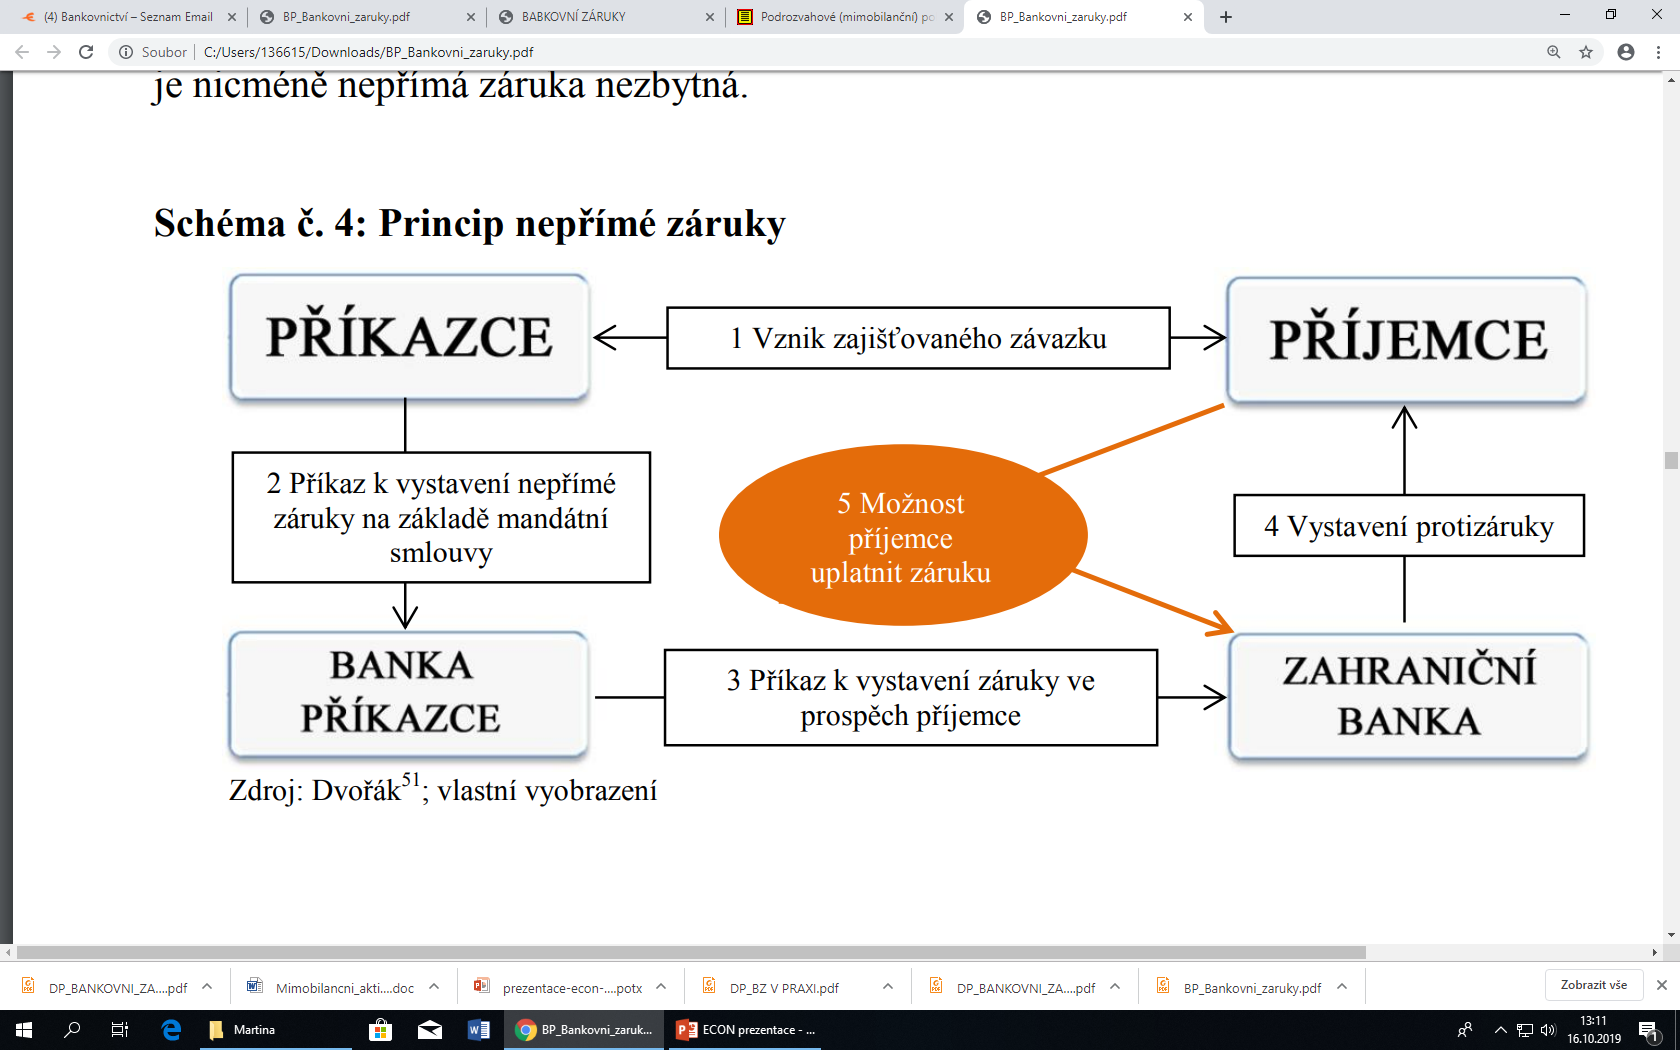 (4) Bankovnictví – Seznam Email
BP_Bankovni_zaruky.pdf
BABKOVNÍ ZÁRUKY
Podrozvahové (mimobilanční) po
BP_Bankovni_zaruky.pdf
Soubor
C:/Users/136615/Downloads/BP_Bankovni_zaruky.pdf
je nicméně nepřímá záruka nezbytná.
Schéma č. 4: Princip nepřímé záruky
PŘÍKAZCE
1 Vznik zajišťovaného závazku
PŘÍJEMCE
2 Příkaz k vystavení nepřímé
záruky na základě mandátní
smlouvy
5 Možnost
příjemce
uplatnit záruku
4 Vystavení protizáruky
BANKA
PŘÍKAZCE
3 Příkaz k vystavení záruky ve
prospěch příjemce
ZAHRANIČNÍ
BANKA
Zdroj: Dvořák51; vlastní vyobrazení
DP_BANKOVNI_ZA....pdf
Mimobilancni_akti....doc
prezentace-econ-....potx
DP_BZ V PRAXI.pdf
DP_BANKOVNI_ZA....pdf
BP_Bankovni_zaruky.pdf
Zobrazit vše
Martina
BP_Bankovni_zaruk...
ECON prezentace - ...
13:11
16.10.2019
1